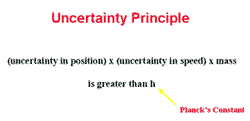 Uncertainty Principle
(uncertainty in position) x (uncertainty in speed) x mass
is greater than h
Planck's Constant